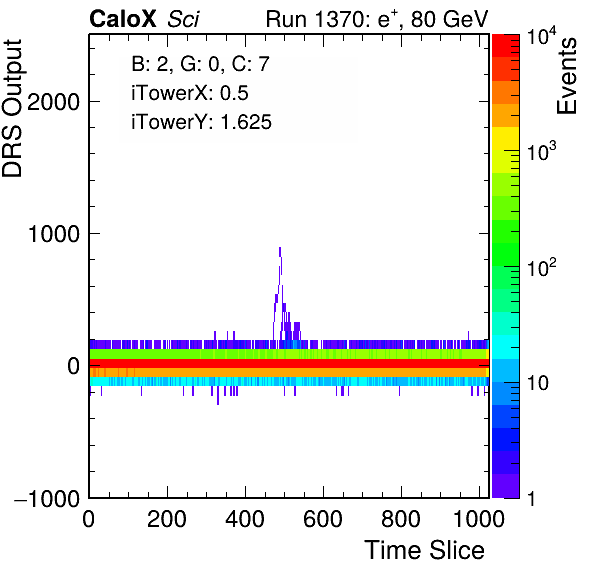 CaloX Sci Run 1370: e⁺, 80 GeV
B: 2, G: 0, C: 7
iTowerX: 0.5
iTowerY: 1.625
DRS Output
2000
1000
0
−1000
0 200 400 600 800 1000
Time Slice
Events
10⁴
10³
10²
10
1